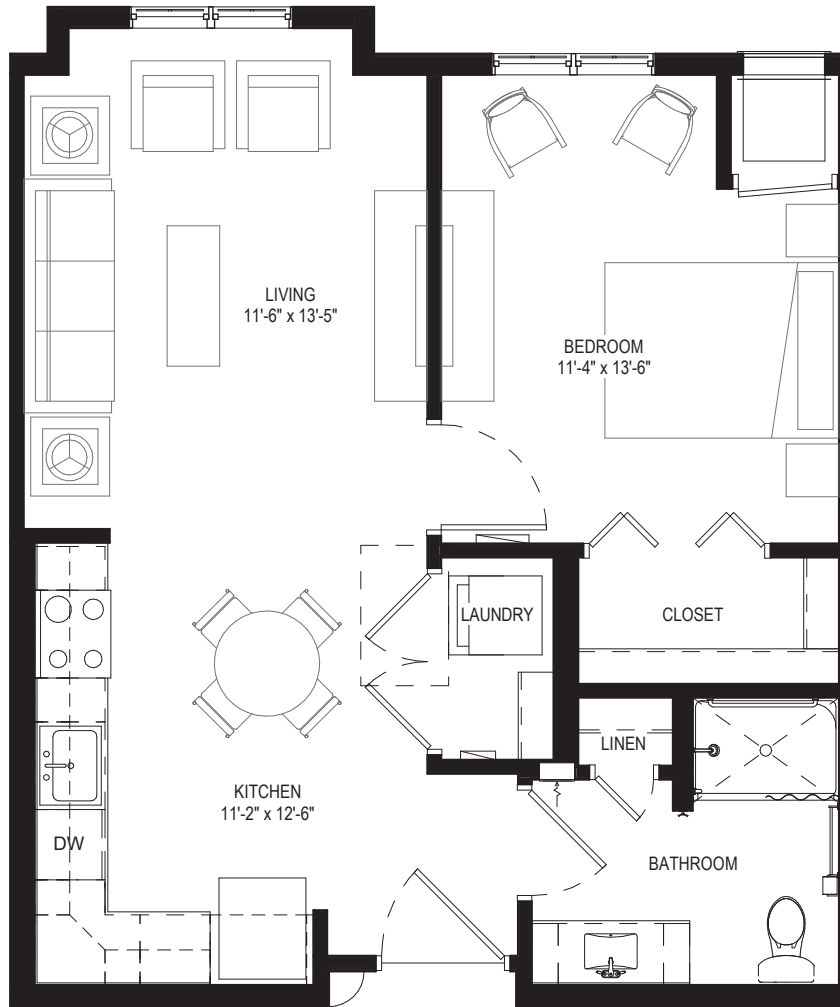 LIVING
11'-6" x 13'-5"
BEDROOM
11'-4" x 13'-6"
LAUNDRY
CLOSET
LINEN
KITCHEN
11'-2" x 12'-6"
DW
BATHROOM